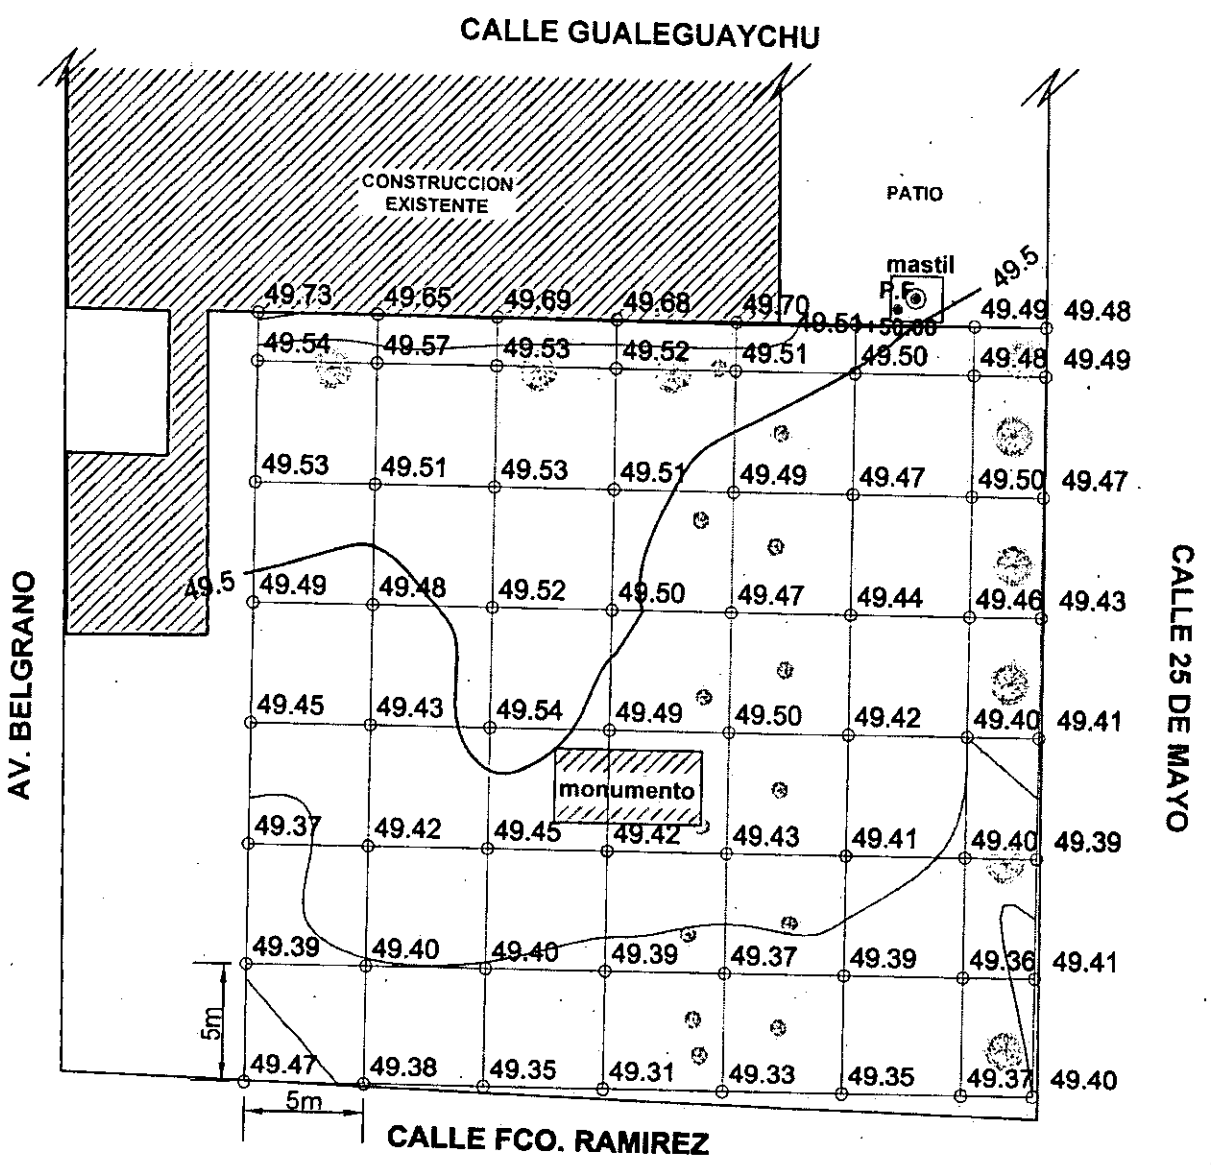 CALLE GUALEGUAYCHU
CONSTRUCCION
EXISTENTE
PATIO
mastil
P.F.
49.5
49.73 49.65 49.69 49.68 49.70 49.51 +50.00 49.49 49.48
49.54 49.57 49.53 49.52 49.51 49.50 49.48 49.49
49.53 49.51 49.53 49.51 49.49 49.47 49.50 49.47
49.5
49.49 49.48 49.52 49.50 49.47 49.44 49.46 49.43
49.45 49.43 49.54 49.49 49.50 49.42 49.40 49.41
monumento
49.37 49.42 49.45 49.42 49.43 49.41 49.40 49.39
49.39 49.40 49.40 49.39 49.37 49.39 49.36 49.41
5m
49.47 49.38 49.35 49.31 49.33 49.35 49.37 49.40
5m
CALLE FCO. RAMIREZ
AV. BELGRANO
CALLE 25 DE MAYO